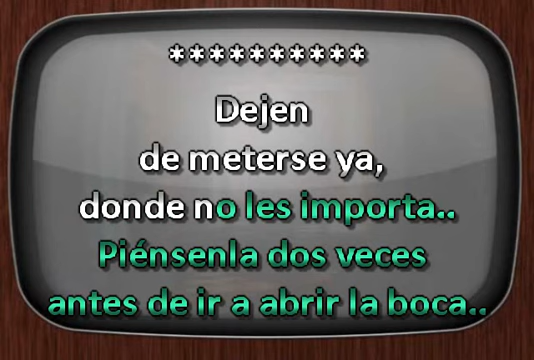 **********
Dejen
de meterse ya,
donde no les importa..
Piénsenla dos veces
antes de ir a abrir la boca..